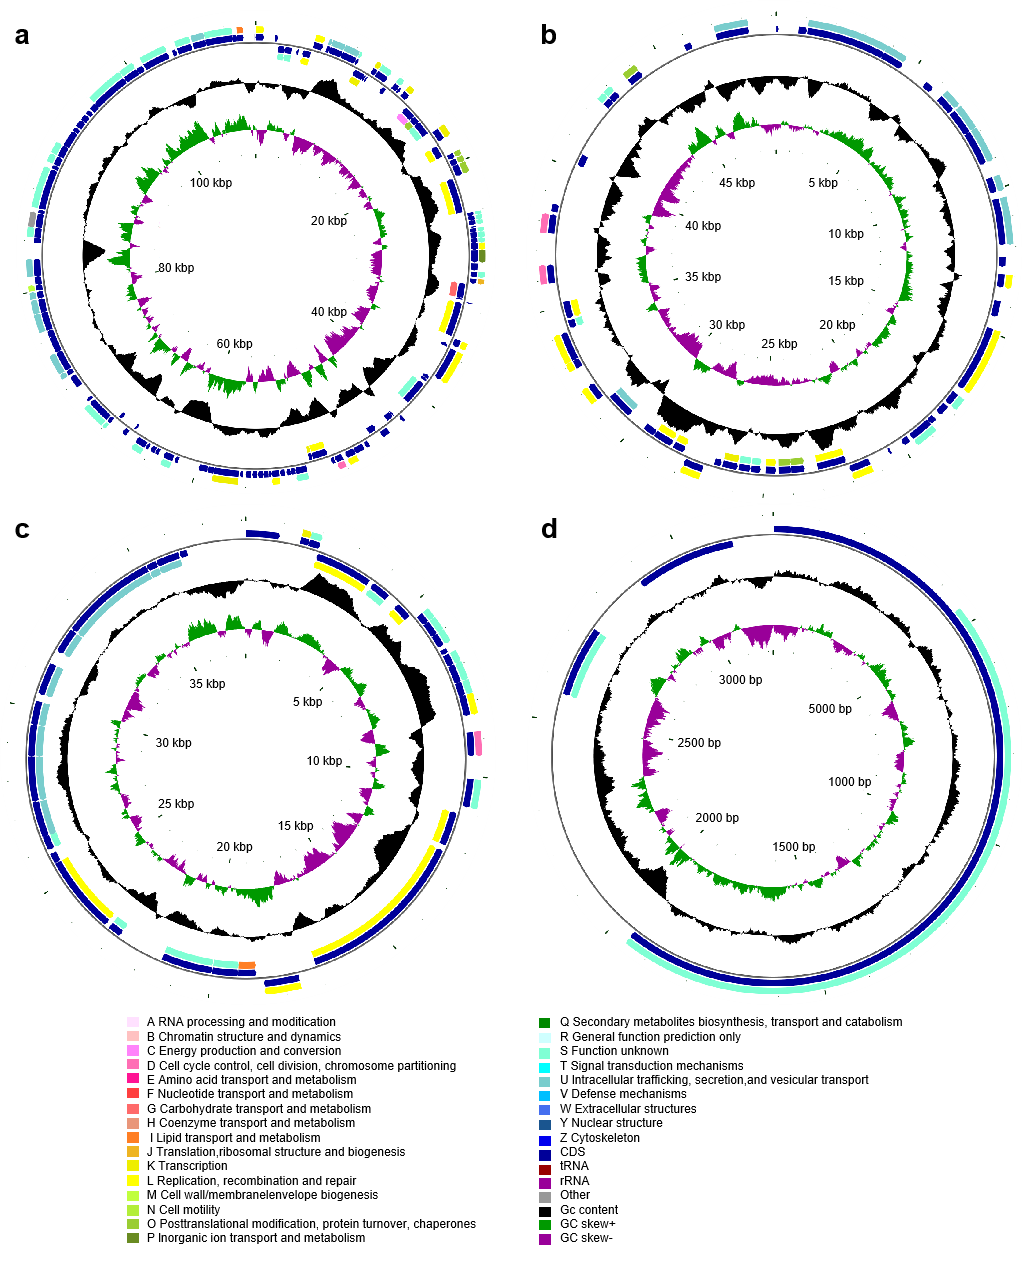 a
b
100 kbp
20 kbp
80 kbp
40 kbp
60 kbp
45 kbp
5 kbp
40 kbp
10 kbp
35 kbp
15 kbp
30 kbp
20 kbp
25 kbp
c
d
35 kbp
5 kbp
30 kbp
10 kbp
25 kbp
15 kbp
20 kbp
3000 bp
5000 bp
2500 bp
1000 bp
2000 bp
1500 bp
A RNA processing and moditication
B Chromatin structure and dynamics
C Energy production and conversion
D Cell cycle control, cell division, chromosome partitioning
E Amino acid transport and metabolism
F Nucleotide transport and metabolism
G Carbohydrate transport and metabolism
H Coenzyme transport and metabolism
I Lipid transport and metabolism
J Translation,ribosomal structure and biogenesis
K Transcription
L Replication, recombination and repair
M Cell wall/membranelenvelope biogenesis
N Cell motility
O Posttranslational modification, protein turnover, chaperones
P Inorganic ion transport and metabolism
Q Secondary metabolites biosynthesis, transport and catabolism
R General function prediction only
S Function unknown
T Signal transduction mechanisms
U Intracellular trafficking, secretion,and vesicular transport
V Defense mechanisms
W Extracellular structures
Y Nuclear structure
Z Cytoskeleton
CDS
tRNA
rRNA
Other
Gc content
GC skew+
GC skew-